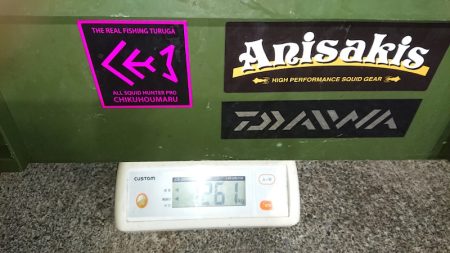 THE REAL FISHING TURUGA
ALL SQUID HUNTER PRO
CHIKUHOUMARU
Anisakis
HIGH PERFORMANCE SQUID GEAR
DAIWA
CUSTOM
261